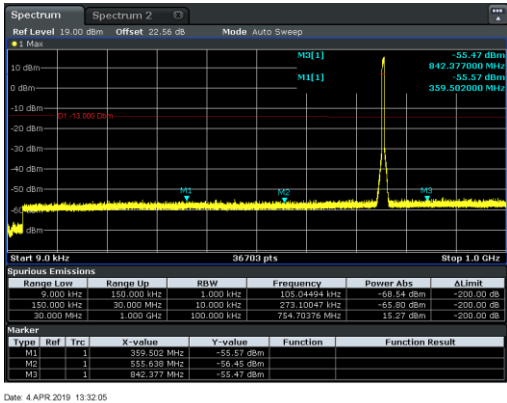 Spectrum Spectrum 2
Ref Level 19.00 dBm Offset 22.56 dB Mode Auto Sweep
1 Max
M3[1] -55.47 dBm
842.377000 MHz
M1[1] -55.57 dBm
359.502000 MHz
10 dBm
0 dBm
-10 dBm
D1 -13.000 Dbm
-20 dBm
-30 dBm
-40 dBm
-50 dBm
M1 M2 M3
-60
dBm
Start 9.0 kHz 36703 pts Stop 1.0 GHz
Spurious Emissions
Range Low Range Up RBW Frequency Power Abs ΔLimit
9.000 kHz 150.000 kHz 1.000 kHz 105.04494 kHz -68.54 dBm -200.00 dB
150.000 kHz 30.000 MHz 10.000 kHz 273.10047 kHz -65.80 dBm -200.00 dB
30.000 MHz 1.000 GHz 100.000 kHz 754.70376 MHz 15.27 dBm -200.00 dB
Marker
Type Ref Trc X-value Y-value Function Function Result
M1 1 359.502 MHz -55.57 dBm
M2 1 555.638 MHz -56.45 dBm
M3 1 842.377 MHz -55.47 dBm
Date: 4.APR.2019 13:32:05